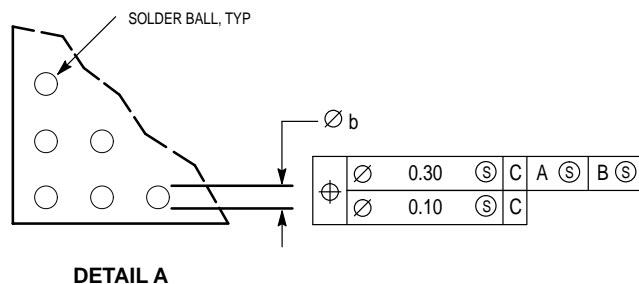 SOLDER BALL, TYP
∅ b
⌖ ∅ 0.30 Ⓢ C A Ⓢ B Ⓢ
∅ 0.10 Ⓢ C
DETAIL A